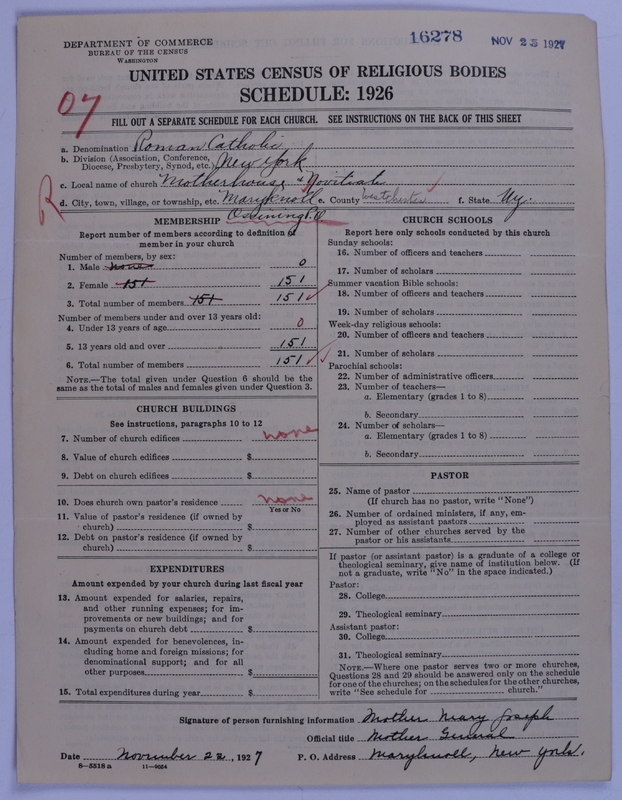 16278
NOV 25 1927
DEPARTMENT OF COMMERCE
BUREAU OF THE CENSUS
WASHINGTON
UNITED STATES CENSUS OF RELIGIOUS BODIES
SCHEDULE: 1926
07
FILL OUT A SEPARATE SCHEDULE FOR EACH CHURCH. SEE INSTRUCTIONS ON THE BACK OF THIS SHEET
a. Denomination Roman Catholic
b. Division (Association, Conference, Diocese, Presbytery, Synod, etc.) New York
c. Local name of church Motherhouse & Novitiate
R
d. City, town, village, or township, etc. Maryknoll e. County Westchester f. State Ny.
Ossining P.O.
MEMBERSHIP
Report number of members according to definition of
member in your church
Number of members, by sex:
1. Male none 0
2. Female 151 151
3. Total number of members 151 151
Number of members under and over 13 years old:
4. Under 13 years of age 0
5. 13 years old and over 151
6. Total number of members 151
NOTE.—The total given under Question 6 should be the
same as the total of males and females given under Question 3.
CHURCH BUILDINGS
See instructions, paragraphs 10 to 12
7. Number of church edifices none
8. Value of church edifices $
9. Debt on church edifices $
10. Does church own pastor's residence none
Yes or No
11. Value of pastor's residence (if owned by
church) $
12. Debt on pastor's residence (if owned by
church) $
EXPENDITURES
Amount expended by your church during last fiscal year
13. Amount expended for salaries, repairs,
and other running expenses; for im-
provements or new buildings; and for
payments on church debt $
14. Amount expended for benevolences, in-
cluding home and foreign missions; for
denominational support; and for all
other purposes $
15. Total expenditures during year $
CHURCH SCHOOLS
Report here only schools conducted by this church
Sunday schools:
16. Number of officers and teachers
17. Number of scholars
Summer vacation Bible schools:
18. Number of officers and teachers
19. Number of scholars
Week-day religious schools:
20. Number of officers and teachers
21. Number of scholars
Parochial schools:
22. Number of administrative officers
23. Number of teachers—
a. Elementary (grades 1 to 8)
b. Secondary
24. Number of scholars—
a. Elementary (grades 1 to 8)
b. Secondary
PASTOR
25. Name of pastor
(If church has no pastor, write "None")
26. Number of ordained ministers, if any, em-
ployed as assistant pastors
27. Number of other churches served by the
pastor or his assistants
If pastor (or assistant pastor) is a graduate of a college or
theological seminary, give name of institution below. (If
not a graduate, write "No" in the space indicated.)
Pastor:
28. College
29. Theological seminary
Assistant pastor:
30. College
31. Theological seminary
NOTE.—Where one pastor serves two or more churches,
Questions 28 and 29 should be answered only on the schedule
for one of the churches; on the schedules for the other churches,
write "See schedule for church."
Signature of person furnishing information Mother Mary Joseph
Official title Mother General
Date November 22, 1927 P. O. Address Maryknoll, New York.
8—5518 a 11—9054